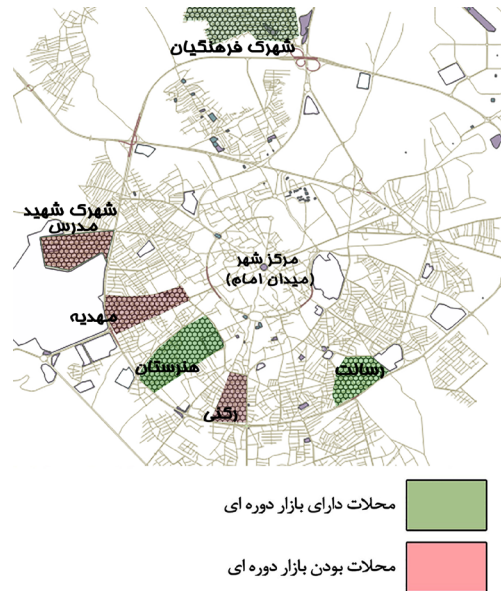 شهرک فرهنگیان
شهرک شهید
مدرس
مرکز شهر
(میدان امام)
مهدیه
هنرستان
رسالت
رکنی
محلات دارای بازار دوره ای
محلات بودن بازار دوره ای